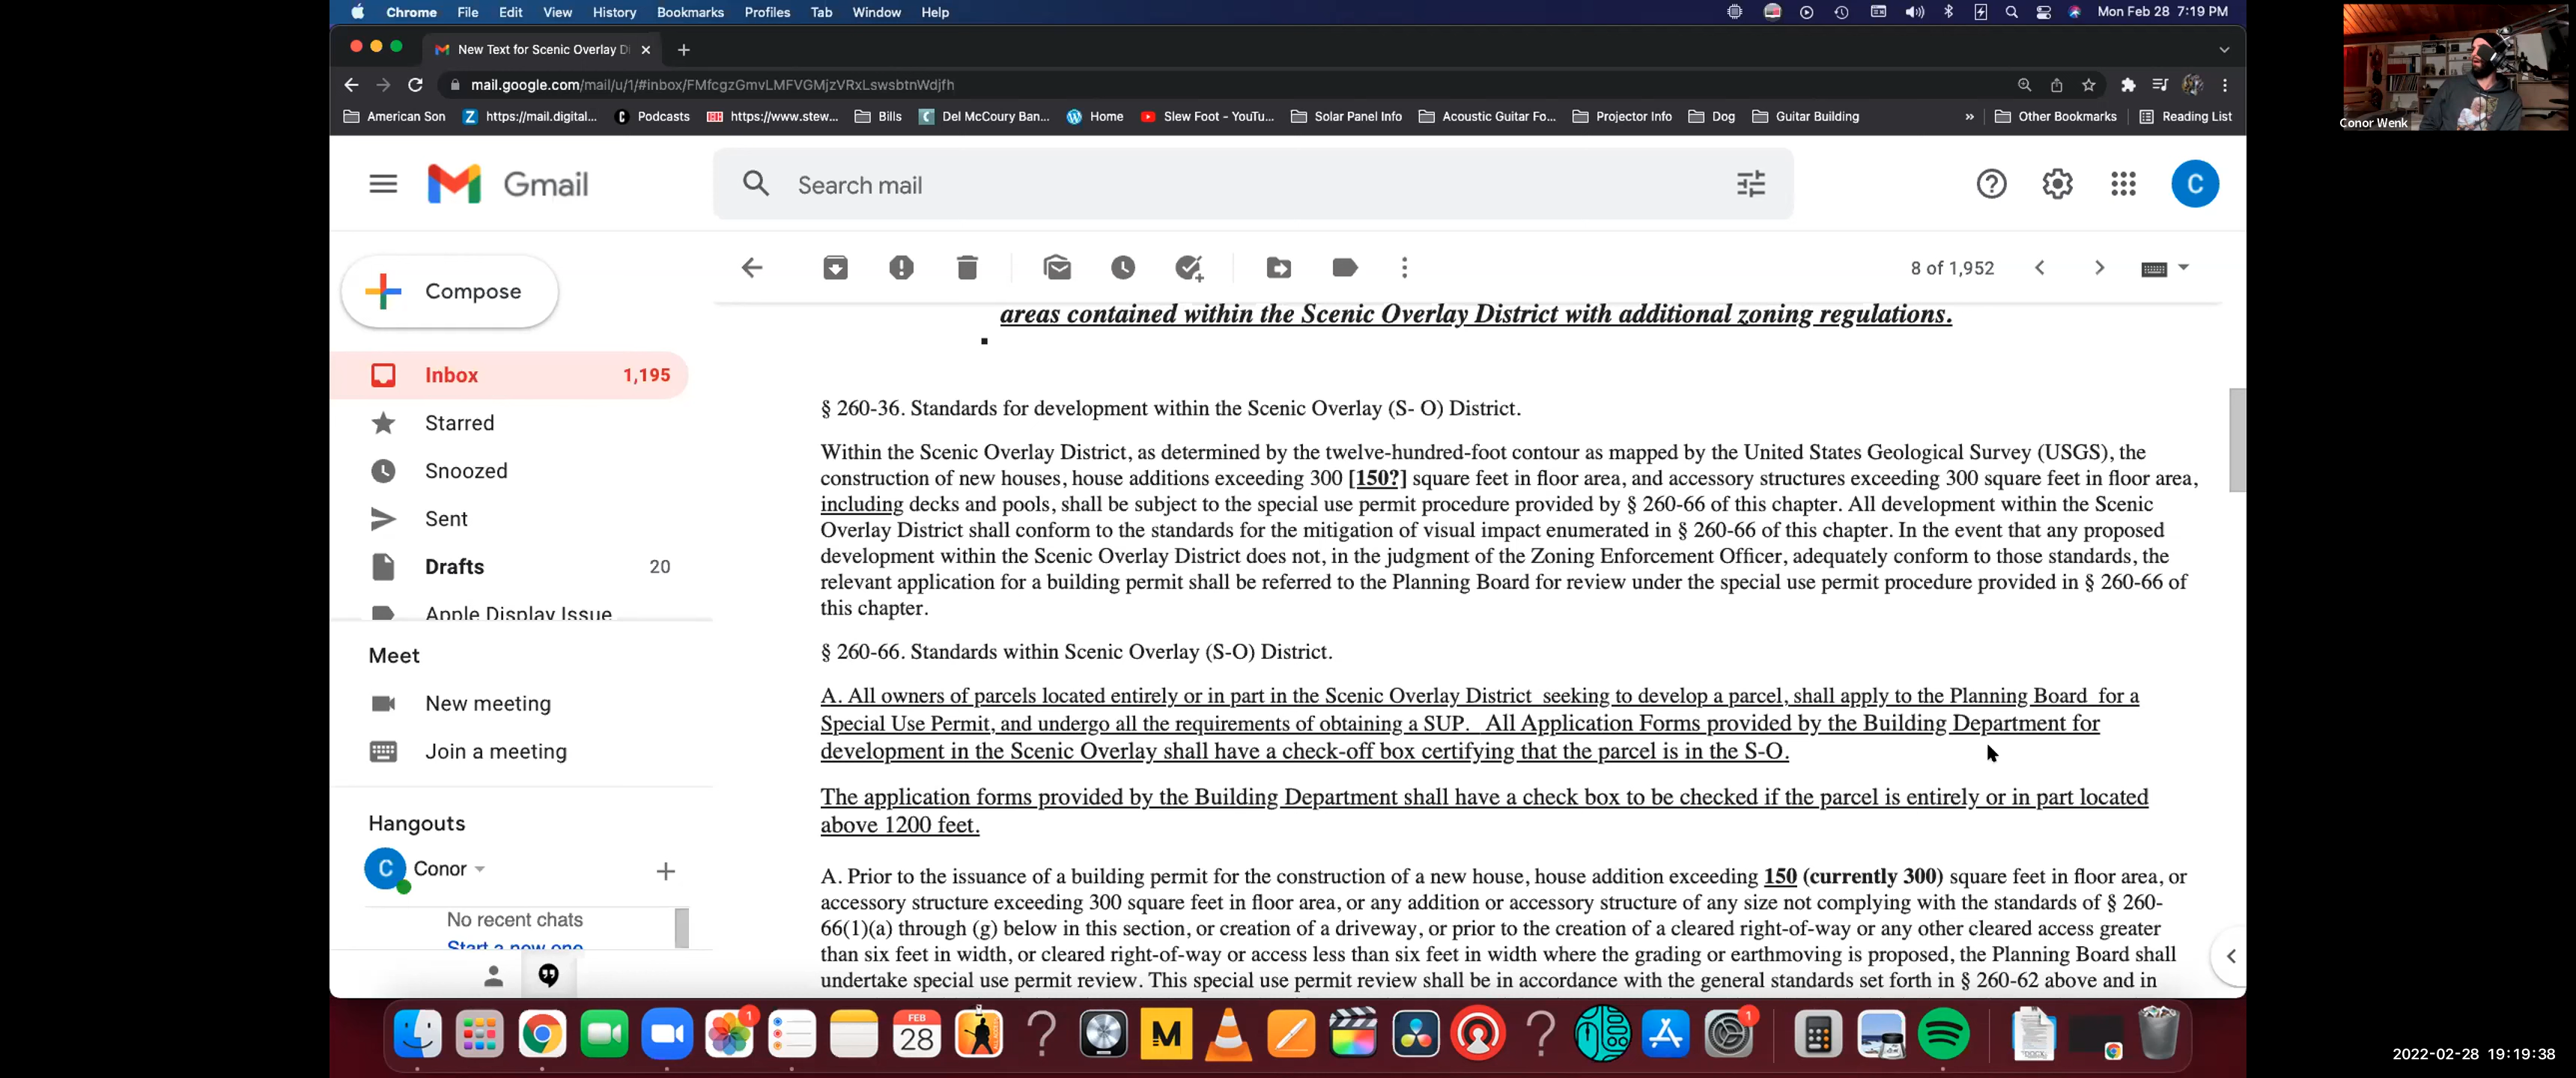 Chrome File Edit View History Bookmarks Profiles Tab Window Help
Mon Feb 28 7:19 PM
New Text for Scenic Overlay Di
mail.google.com/mail/u/1/#inbox/FMfcgzGmvLMFVGMjzVRxLswsbtnWdjfh
American Son https://mail.digital... Podcasts https://www.stew... Bills Del McCoury Ban... Home Slew Foot - YouTu... Solar Panel Info Acoustic Guitar Fo... Projector Info Dog Guitar Building » Other Bookmarks Reading List
Conor Wenk
Gmail
Search mail
C
Compose
8 of 1,952
Inbox 1,195
Starred
Snoozed
Sent
Drafts 20
Apple Display Issue
Meet
New meeting
Join a meeting
Hangouts
C Conor
No recent chats
Start a new one
areas contained within the Scenic Overlay District with additional zoning regulations.
§ 260-36. Standards for development within the Scenic Overlay (S- O) District.
Within the Scenic Overlay District, as determined by the twelve-hundred-foot contour as mapped by the United States Geological Survey (USGS), the
construction of new houses, house additions exceeding 300 [150?] square feet in floor area, and accessory structures exceeding 300 square feet in floor area,
including decks and pools, shall be subject to the special use permit procedure provided by § 260-66 of this chapter. All development within the Scenic
Overlay District shall conform to the standards for the mitigation of visual impact enumerated in § 260-66 of this chapter. In the event that any proposed
development within the Scenic Overlay District does not, in the judgment of the Zoning Enforcement Officer, adequately conform to those standards, the
relevant application for a building permit shall be referred to the Planning Board for review under the special use permit procedure provided in § 260-66 of
this chapter.
§ 260-66. Standards within Scenic Overlay (S-O) District.
A. All owners of parcels located entirely or in part in the Scenic Overlay District seeking to develop a parcel, shall apply to the Planning Board for a
Special Use Permit, and undergo all the requirements of obtaining a SUP. All Application Forms provided by the Building Department for
development in the Scenic Overlay shall have a check-off box certifying that the parcel is in the S-O.
The application forms provided by the Building Department shall have a check box to be checked if the parcel is entirely or in part located
above 1200 feet.
A. Prior to the issuance of a building permit for the construction of a new house, house addition exceeding 150 (currently 300) square feet in floor area, or
accessory structure exceeding 300 square feet in floor area, or any addition or accessory structure of any size not complying with the standards of § 260-
66(1)(a) through (g) below in this section, or creation of a driveway, or prior to the creation of a cleared right-of-way or any other cleared access greater
than six feet in width, or cleared right-of-way or access less than six feet in width where the grading or earthmoving is proposed, the Planning Board shall
undertake special use permit review. This special use permit review shall be in accordance with the general standards set forth in § 260-62 above and in
1
FEB
28
M
1
2022-02-28 19:19:38